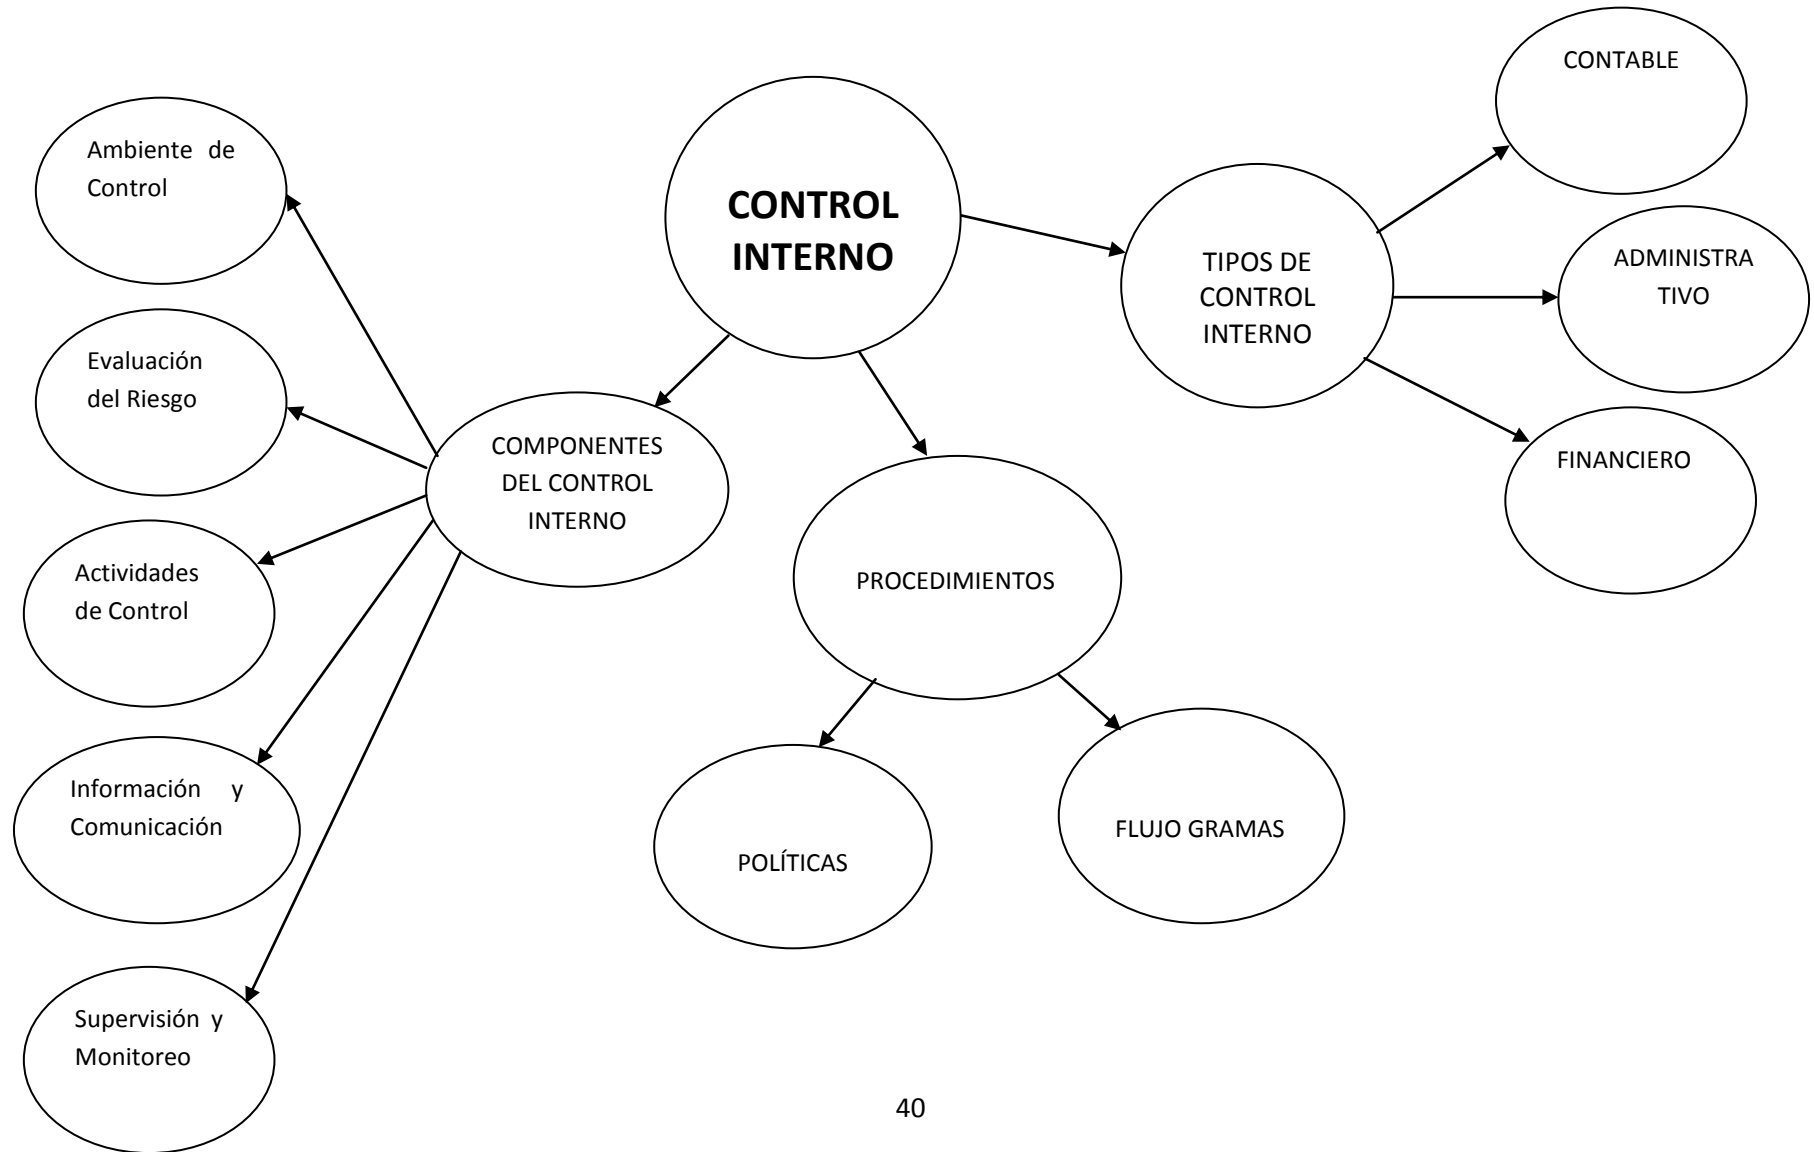 CONTROL
INTERNO
TIPOS DE
CONTROL
INTERNO
CONTABLE
ADMINISTRA
TIVO
FINANCIERO
COMPONENTES
DEL CONTROL
INTERNO
Ambiente de
Control
Evaluación
del Riesgo
Actividades
de Control
Información y
Comunicación
Supervisión y
Monitoreo
PROCEDIMIENTOS
POLÍTICAS
FLUJO GRAMAS
40